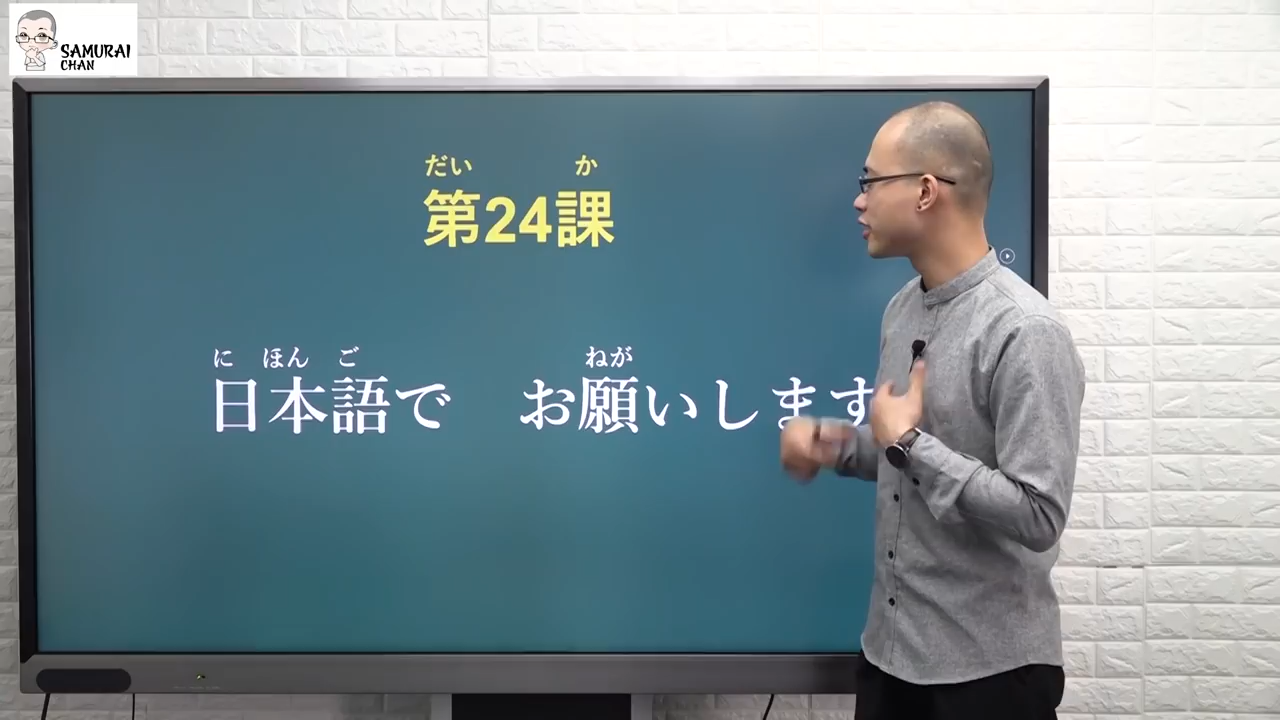 SAMURAI
CHAN
だい か
第24課
に ほん ご ねが
日本語で お願いします